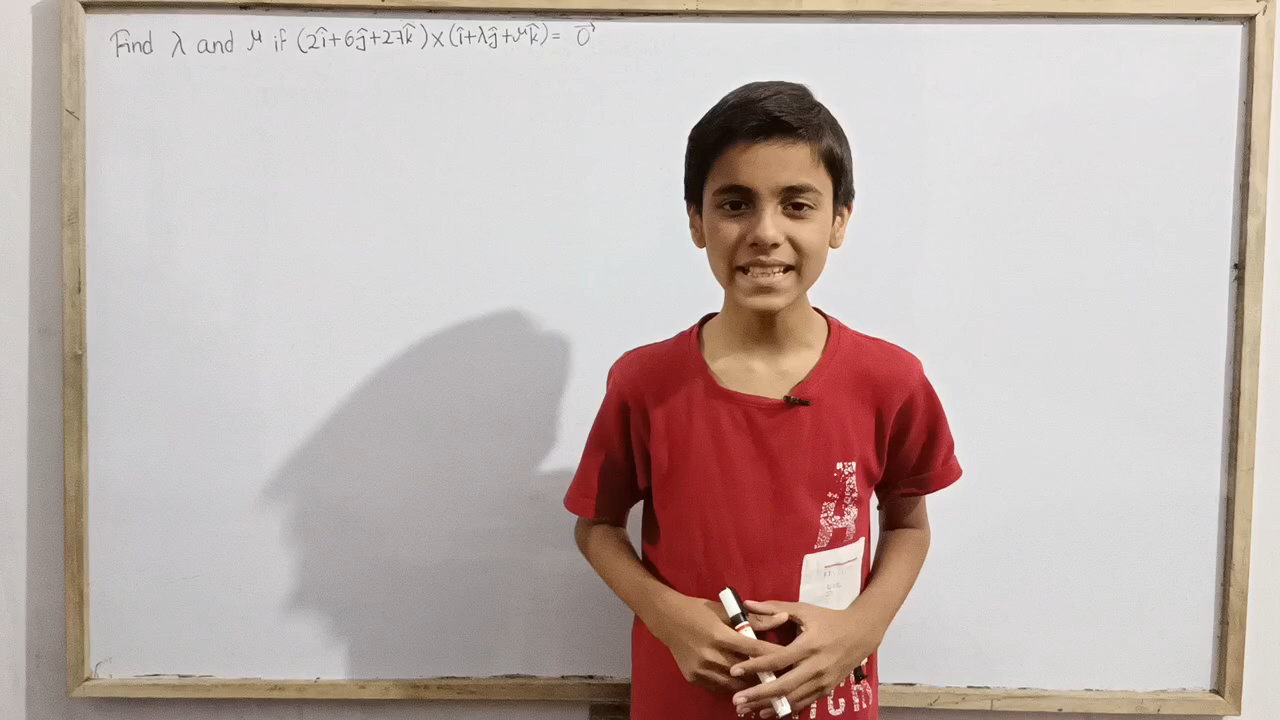 Find λ and μ if (2î+6ĵ+27k̂)×(î+λĵ+μk̂)= 0⃗